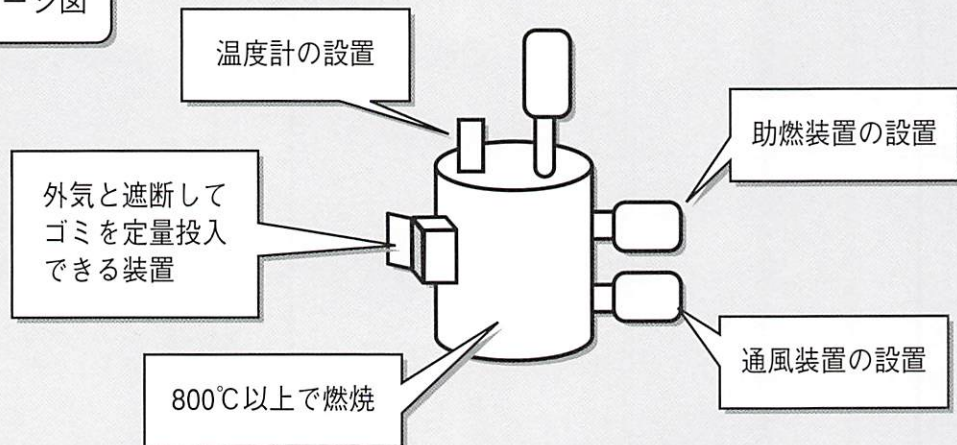 ージ図
温度計の設置
助燃装置の設置
外気と遮断して
ゴミを定量投入
できる装置
通風装置の設置
800℃以上で燃焼